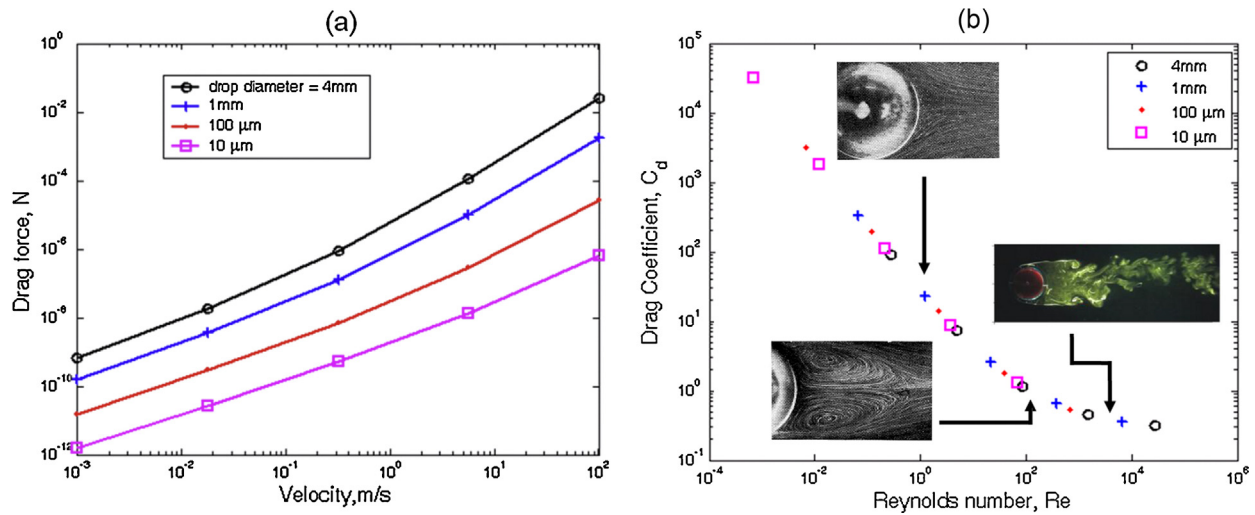 (a)
10^0
10^-2
10^-4
10^-6
10^-8
10^-10
10^-12
Drag force, N
drop diameter = 4mm
1mm
100 μm
10 μm
10^-3
10^-2
10^-1
10^0
10^1
10^2
Velocity,m/s
(b)
10^5
10^4
10^3
10^2
10^1
10^0
10^-1
Drag Coefficient, C_d
4mm
1mm
100 μm
10 μm
10^-4
10^-2
10^0
10^2
10^4
10^6
Reynolds number, Re